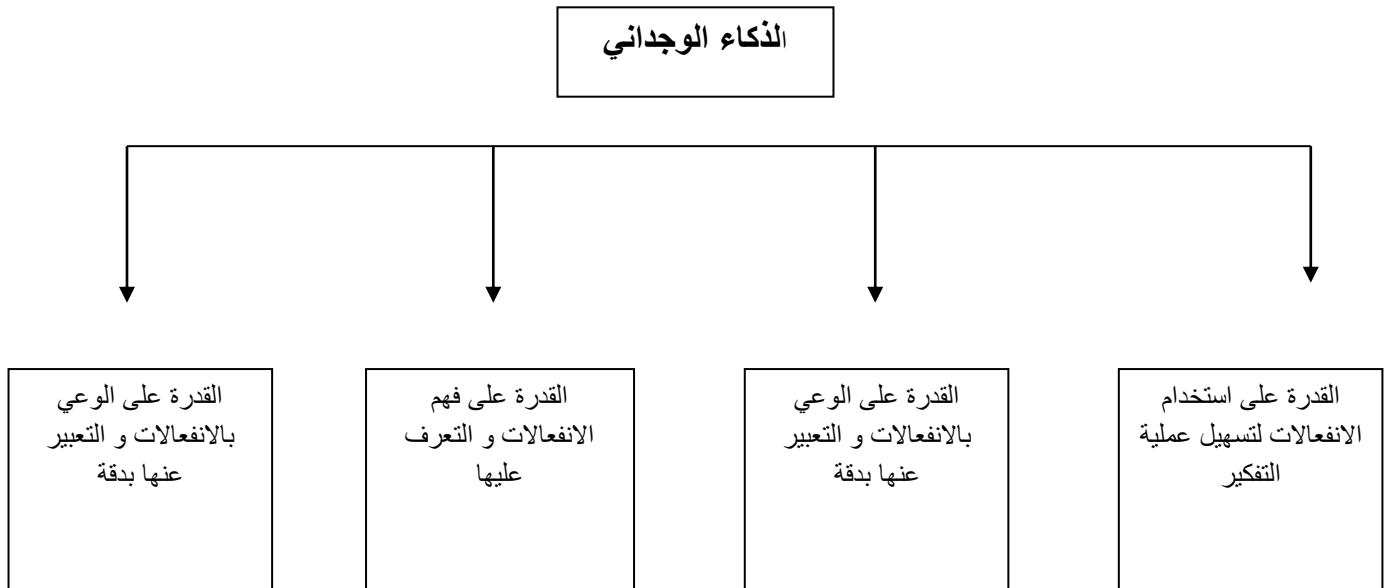 الذكاء الوجداني
القدرة على استخدام
الانفعالات لتسهيل عملية
التفكير
القدرة على الوعي
بالانفعالات و التعبير
عنها بدقة
القدرة على فهم
الانفعالات و التعرف
عليها
القدرة على الوعي
بالانفعالات و التعبير
عنها بدقة